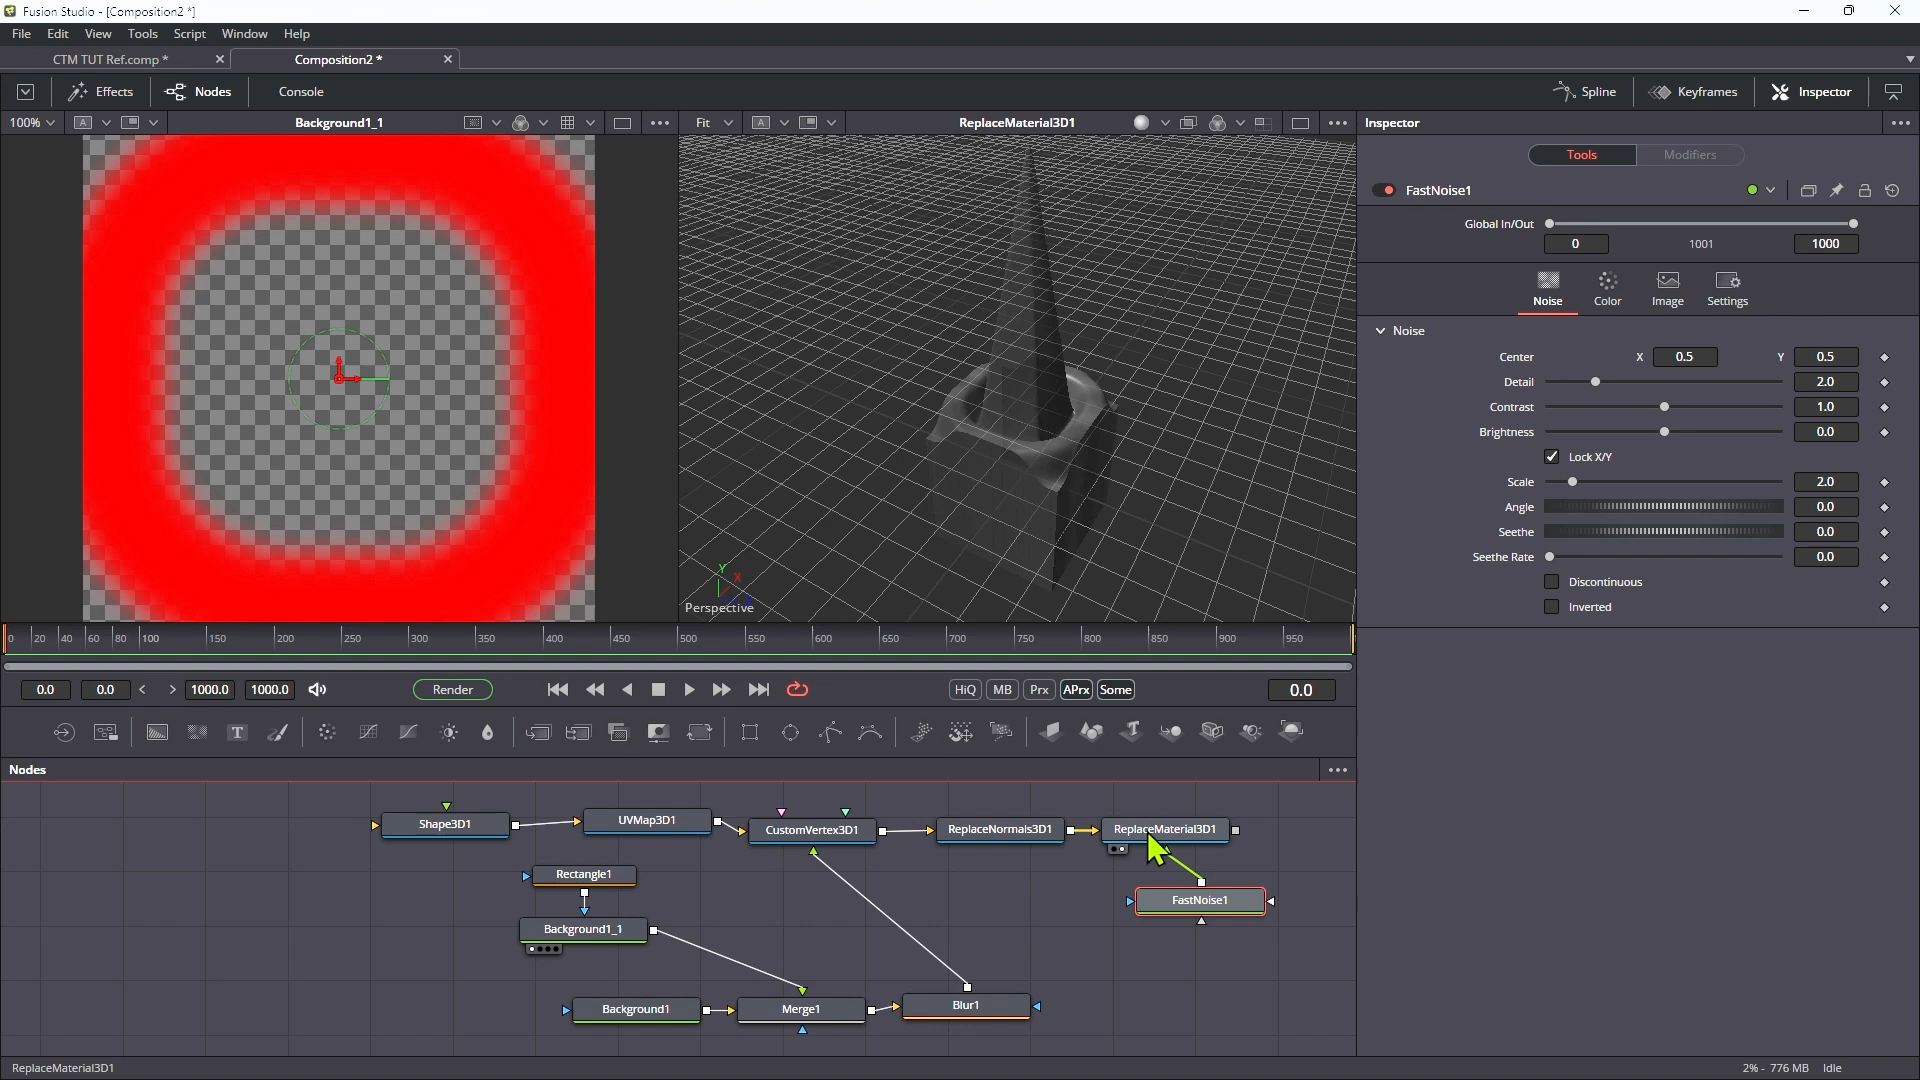 Fusion Studio - [Composition2 *]
File Edit View Tools Script Window Help
CTM TUT Ref.comp *
Composition2 *
Effects Nodes Console Spline Keyframes Inspector
100% A Background1_1 Fit A ReplaceMaterial3D1 Inspector
Tools Modifiers
FastNoise1
Global In/Out
0 1001 1000
Noise Color Image Settings
Noise
Center X 0.5 Y 0.5
Detail 2.0
Contrast 1.0
Brightness 0.0
Lock X/Y
Scale 2.0
Angle 0.0
Seethe 0.0
Seethe Rate 0.0
Discontinuous
Inverted
Y X
Perspective
0 20 40 60 80 100 150 200 250 300 350 400 450 500 550 600 650 700 750 800 850 900 950
0.0 0.0 < > 1000.0 1000.0 Render HiQ MB Prx APrx Some 0.0
T T
Nodes
Shape3D1 UVMap3D1 CustomVertex3D1 ReplaceNormals3D1 ReplaceMaterial3D1
Rectangle1
FastNoise1
Background1_1
Background1 Merge1 Blur1
ReplaceMaterial3D1 2% - 776 MB Idle